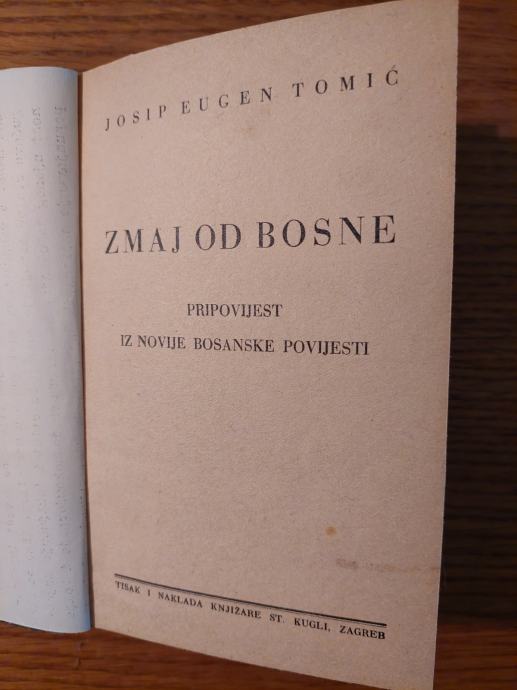 JOSIP EUGEN TOMIĆ
ZMAJ OD BOSNE
PRIPOVIJEST
IZ NOVIJE BOSANSKE POVIJESTI
TISAK I NAKLADA KNJIŽARE ST. KUGLI, ZAGREB